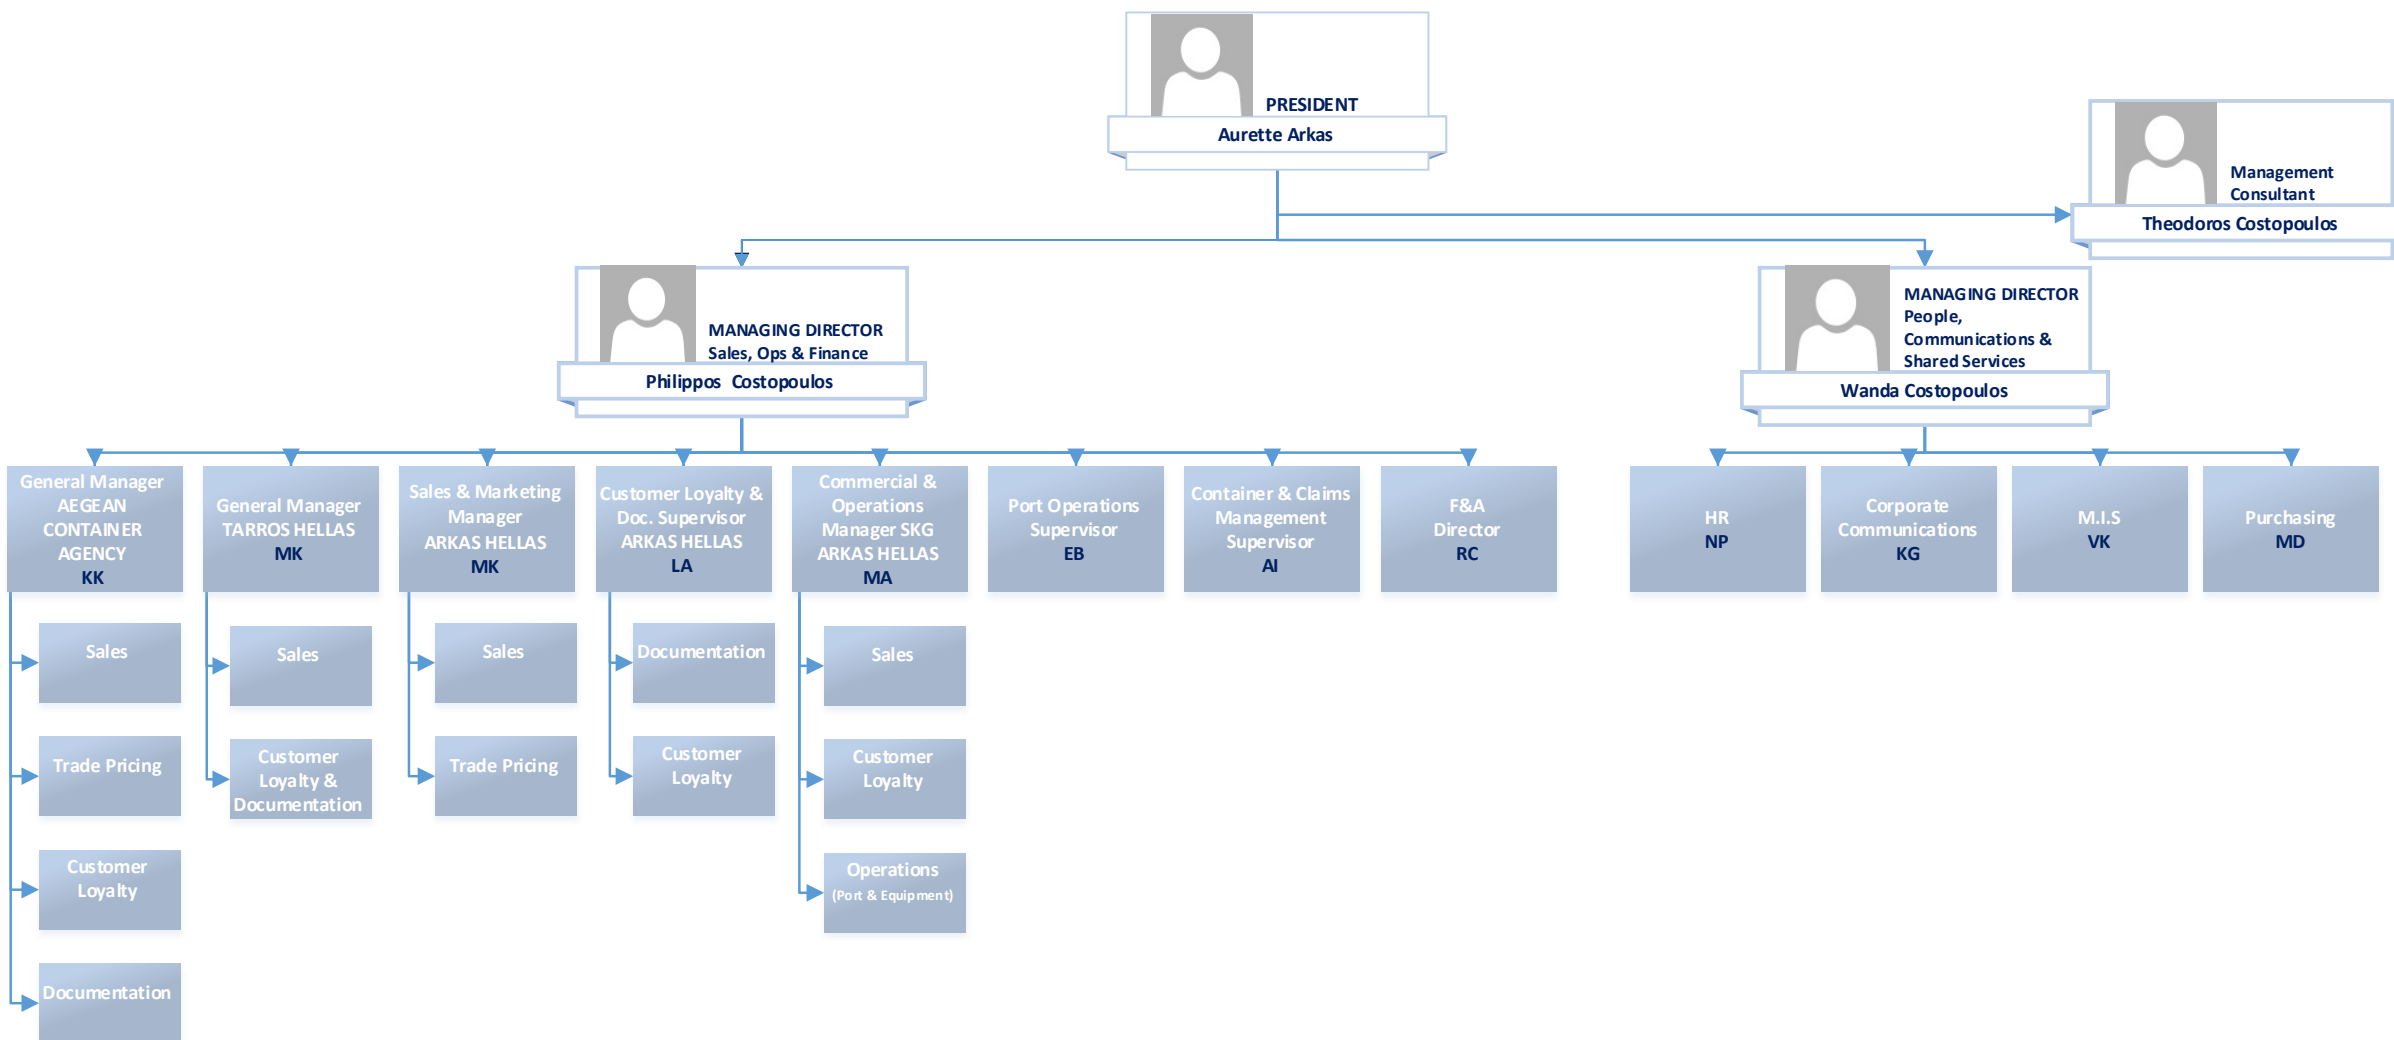 PRESIDENT
Aurette Arkas
Management
Consultant
Theodoros Costopoulos
MANAGING DIRECTOR
Sales, Ops & Finance
Philippos Costopoulos
MANAGING DIRECTOR
People,
Communications &
Shared Services
Wanda Costopoulos
General Manager
AEGEAN
CONTAINER
AGENCY
KK
General Manager
TARROS HELLAS
MK
Sales & Marketing
Manager
ARKAS HELLAS
MK
Customer Loyalty &
Doc. Supervisor
ARKAS HELLAS
LA
Commercial &
Operations
Manager SKG
ARKAS HELLAS
MA
Port Operations
Supervisor
EB
Container & Claims
Management
Supervisor
AI
F&A
Director
RC
HR
NP
Corporate
Communications
KG
M.I.S
VK
Purchasing
MD
Sales
Trade Pricing
Customer
Loyalty
Documentation
Sales
Customer
Loyalty &
Documentation
Sales
Trade Pricing
Documentation
Customer
Loyalty
Sales
Customer
Loyalty
Operations
(Port & Equipment)